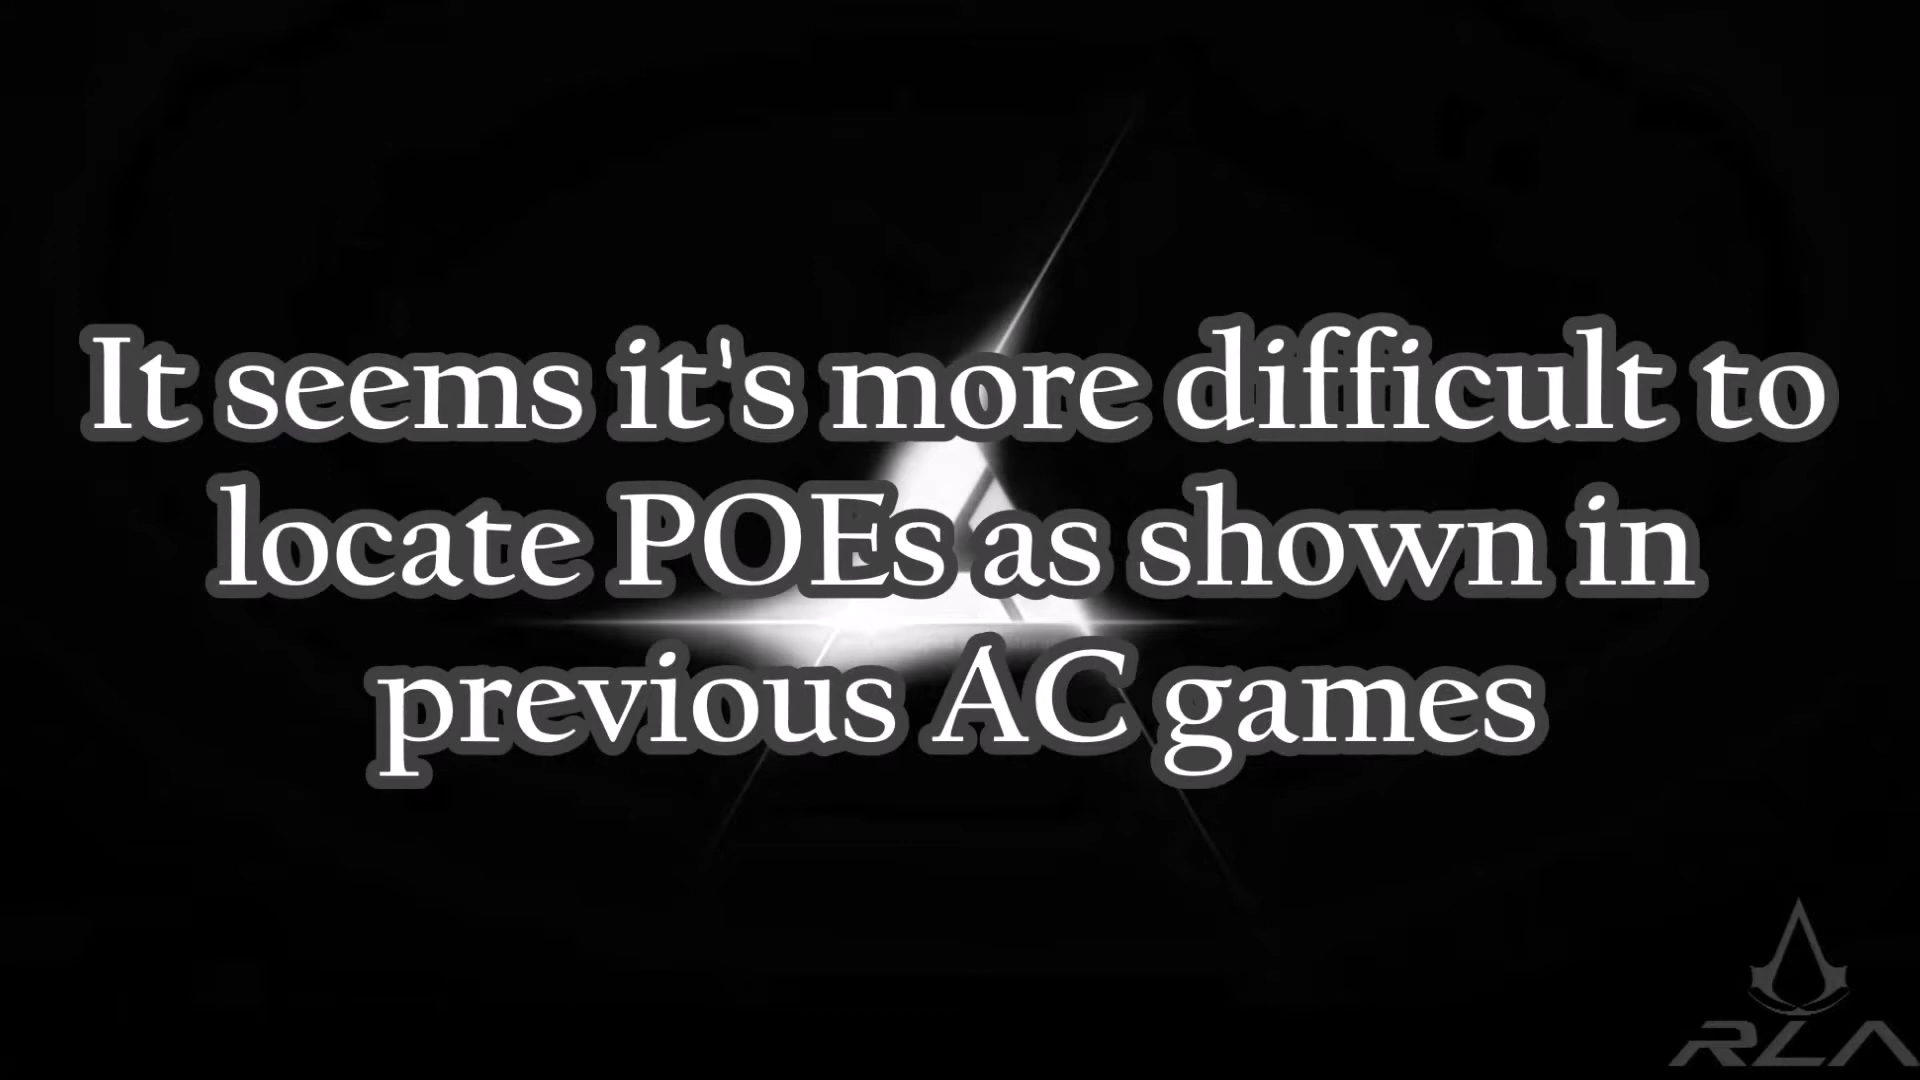 It seems it's more difficult to
locate POEs as shown in
previous AC games
RLA